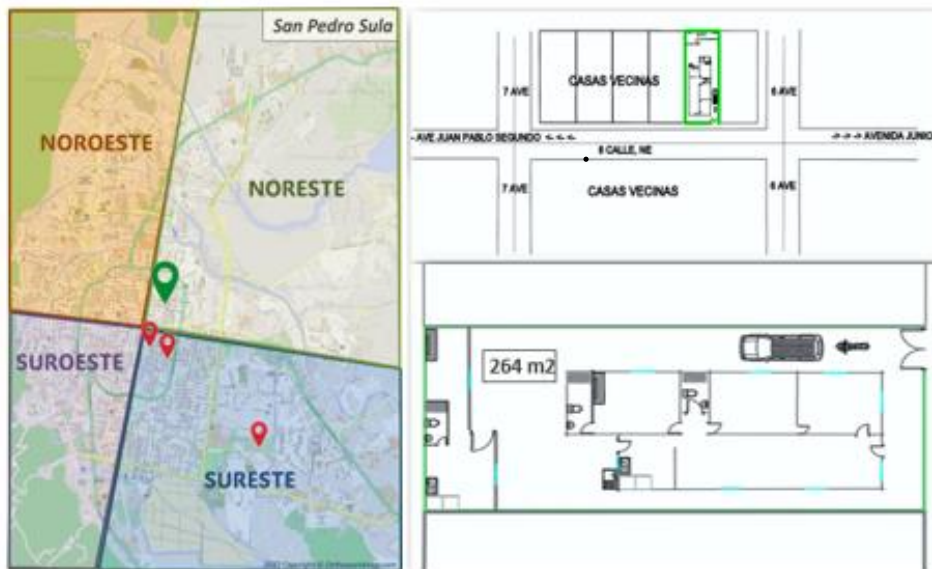 San Pedro Sula
NOROESTE
NORESTE
SUROESTE
SURESTE
7 AVE
CASAS VECINAS
6 AVE
AVE JUAN PABLO SEGUNDO
AVENIDA JUNIO
8 CALLE, NE
7 AVE
CASAS VECINAS
6 AVE
264 m2